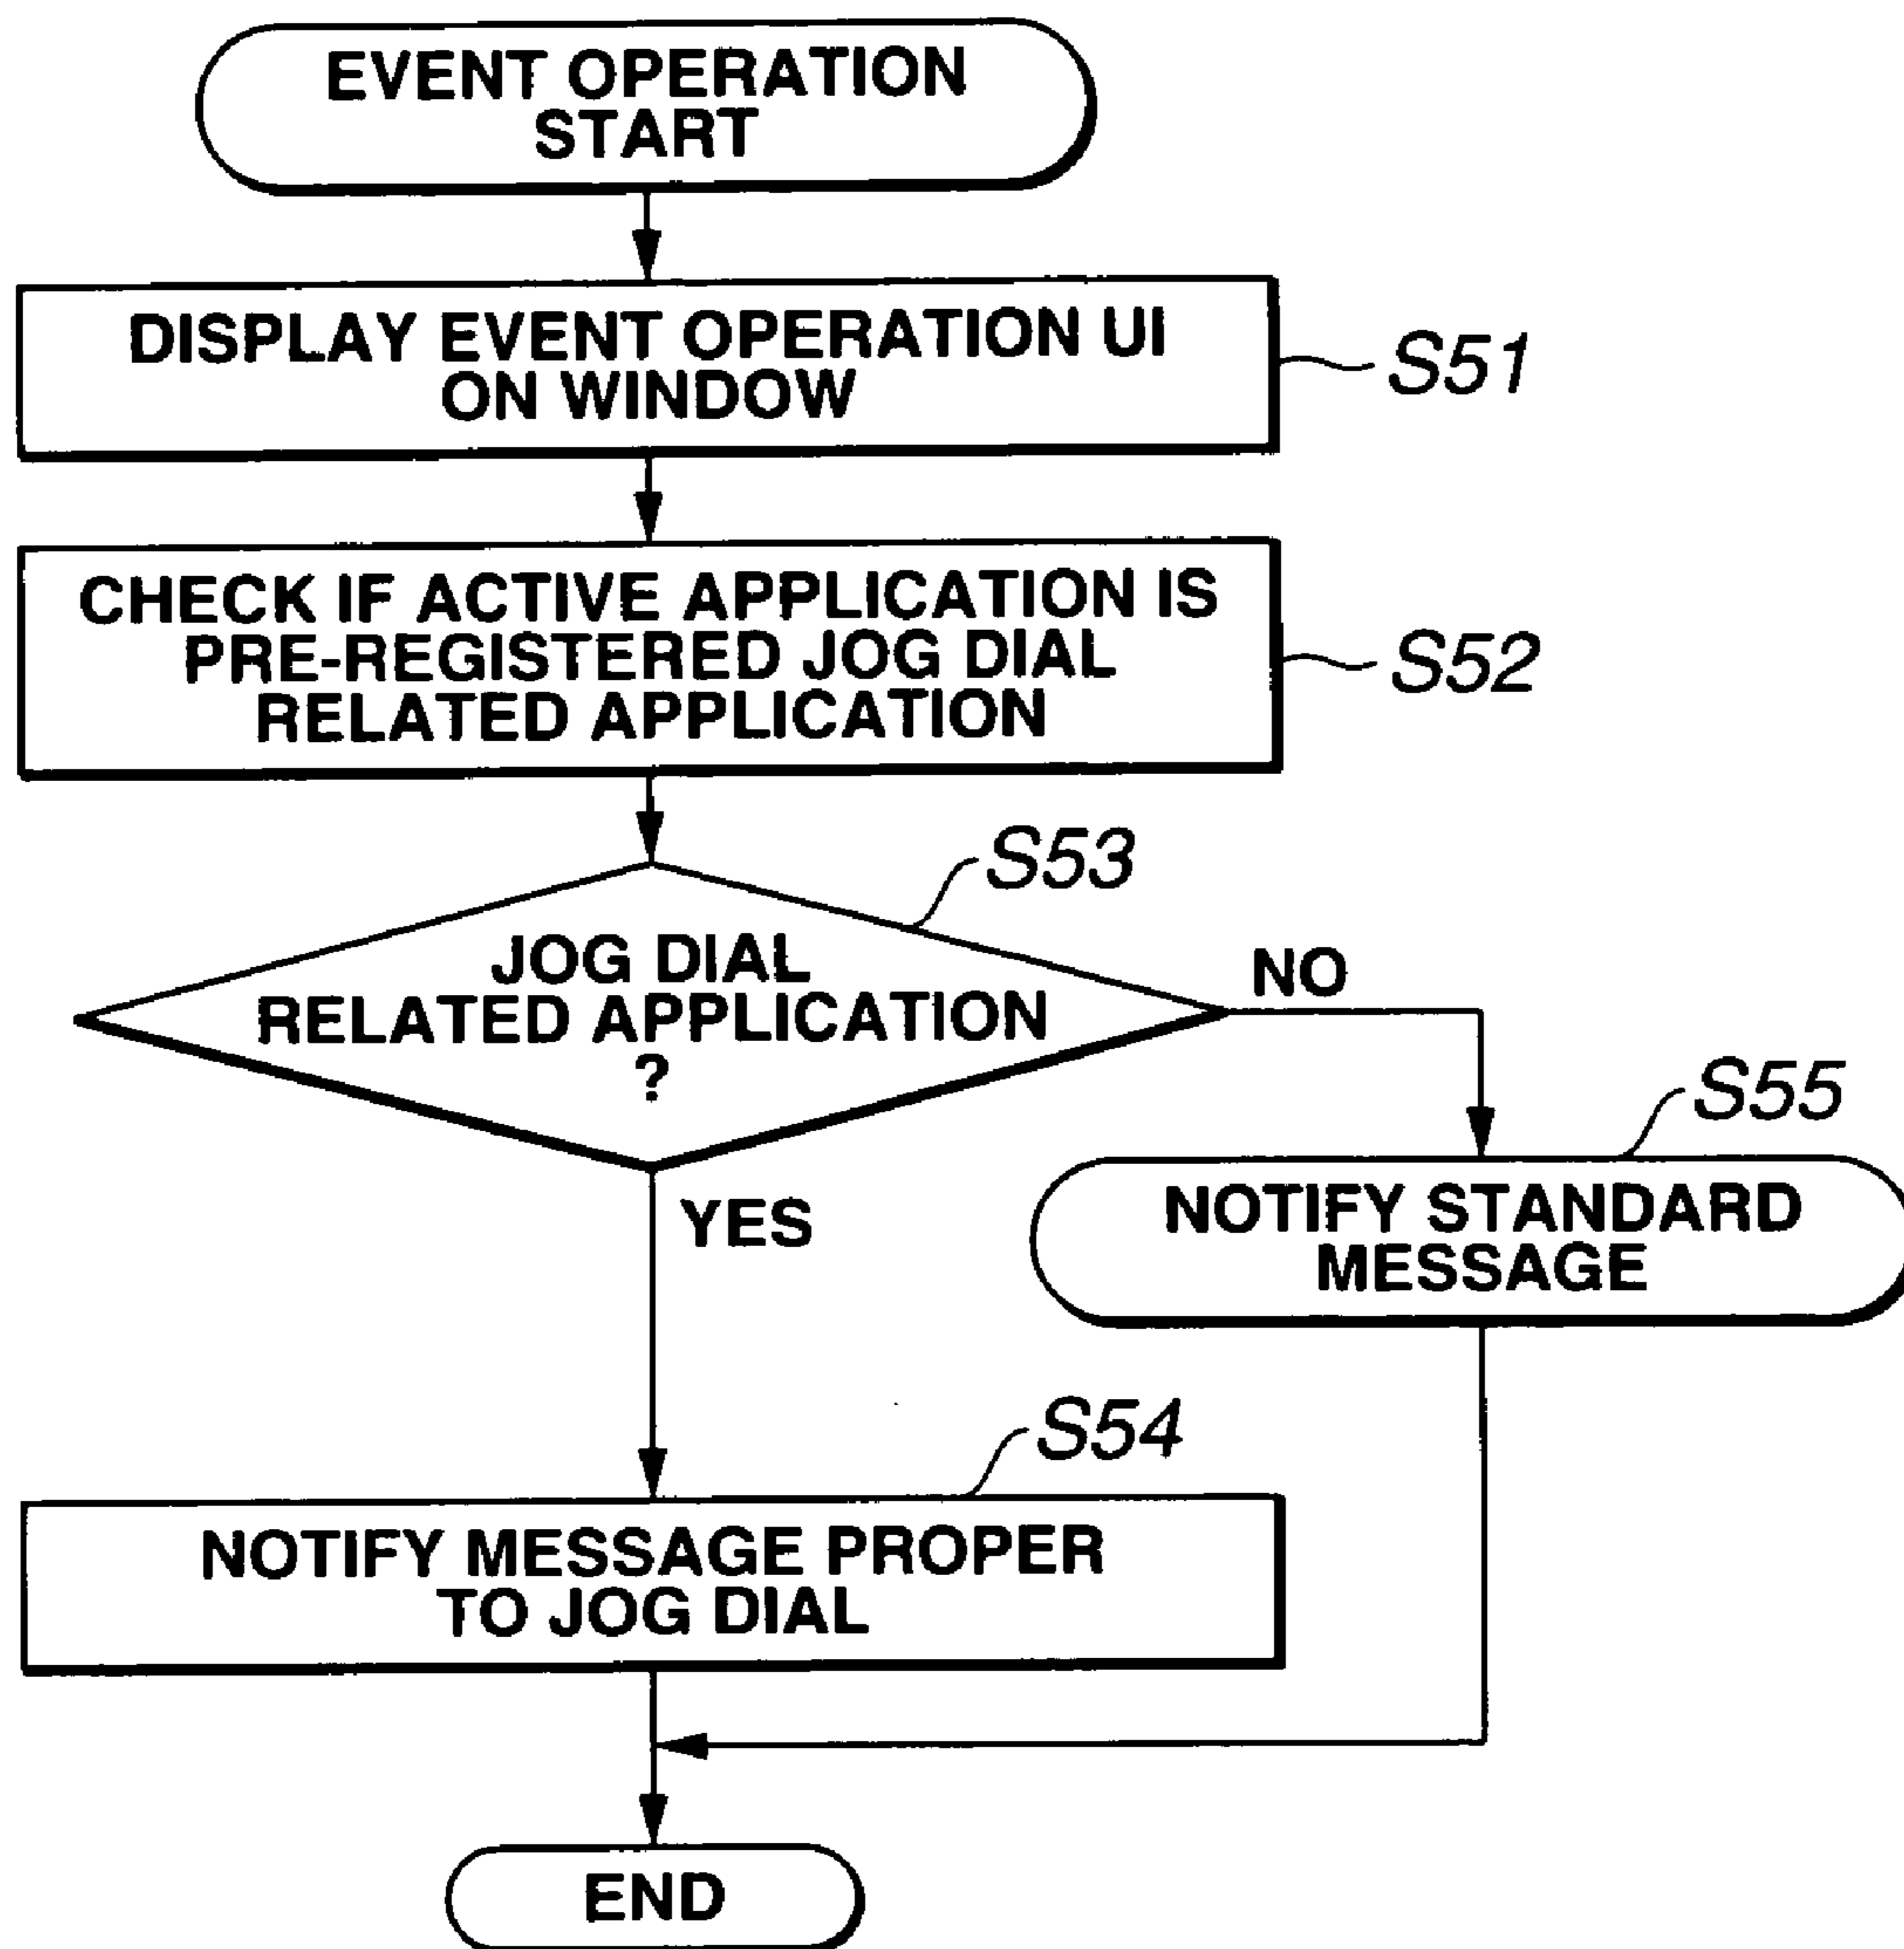 EVENT OPERATION
START
DISPLAY EVENT OPERATION UI
ON WINDOW
S51
CHECK IF ACTIVE APPLICATION IS
PRE-REGISTERED JOG DIAL
RELATED APPLICATION
S52
S53
JOG DIAL
RELATED APPLICATION
?
NO
YES
S55
NOTIFY STANDARD
MESSAGE
S54
NOTIFY MESSAGE PROPER
TO JOG DIAL
END